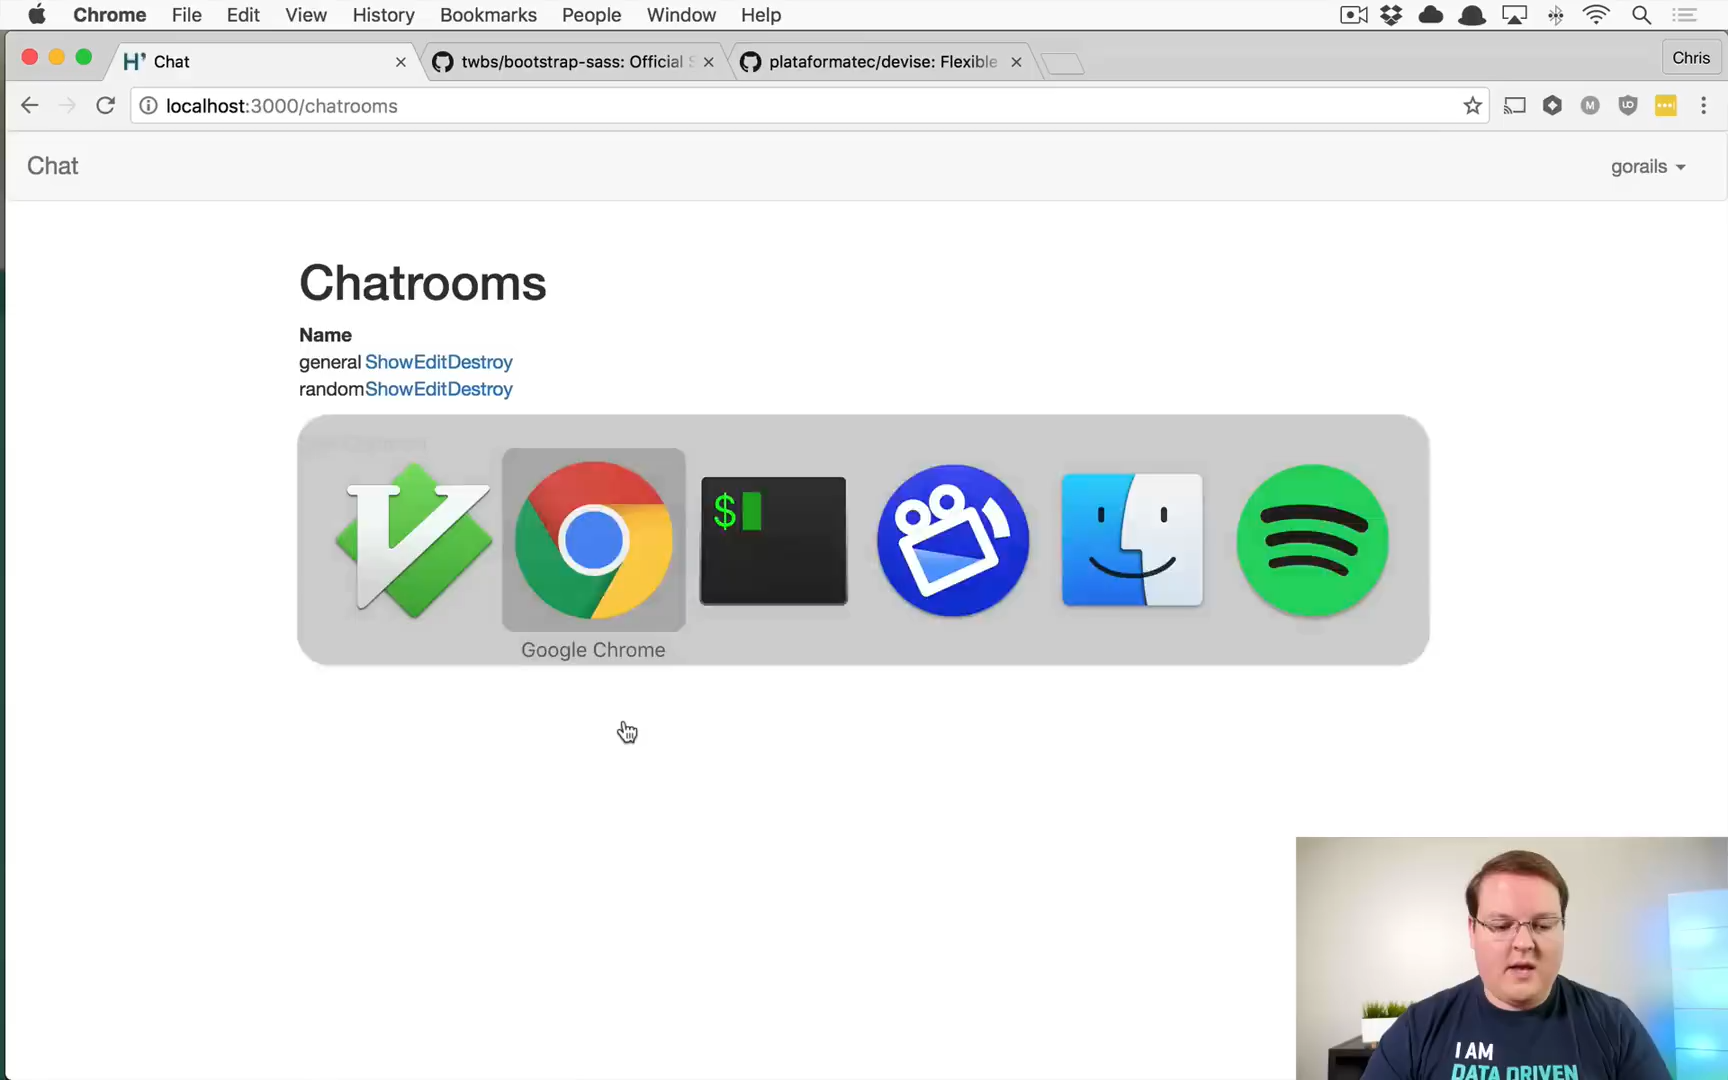 Chrome File Edit View History Bookmarks People Window Help
Chat
twbs/bootstrap-sass: Official
plataformatec/devise: Flexible
Chris
localhost:3000/chatrooms
Chat
gorails
Chatrooms
Name
general ShowEditDestroy
randomShowEditDestroy
$
Google Chrome
I AM
DATA DRIVEN